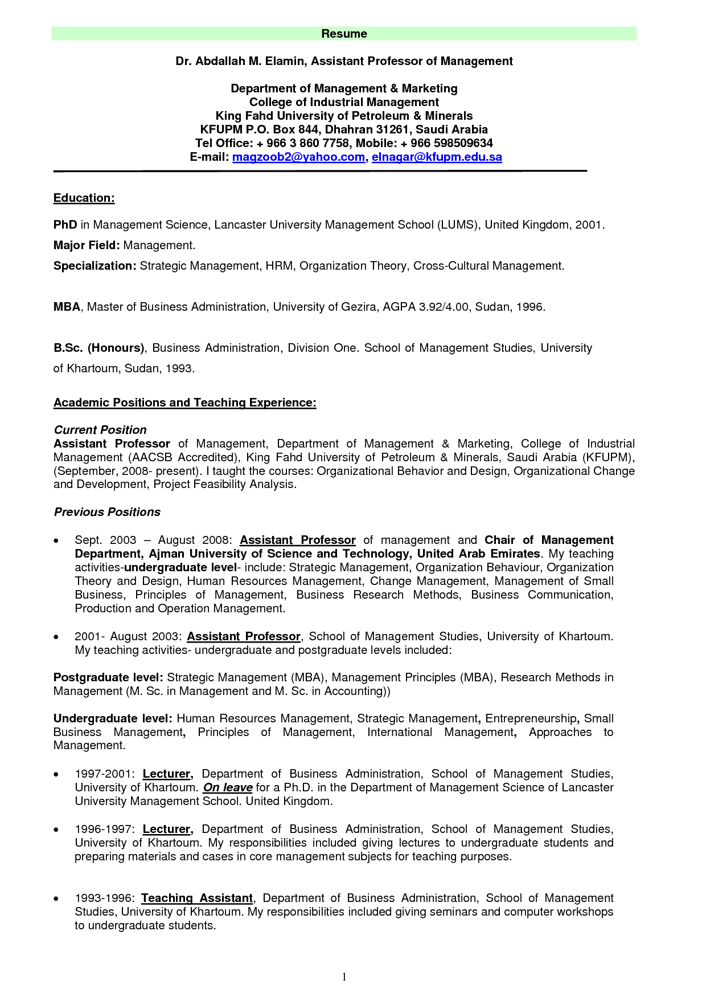 Resume
Dr. Abdallah M. Elamin, Assistant Professor of Management
Department of Management & Marketing
College of Industrial Management
King Fahd University of Petroleum & Minerals
KFUPM P.O. Box 844, Dhahran 31261, Saudi Arabia
Tel Office: + 966 3 860 7758, Mobile: + 966 598509634
E-mail: magzoob2@yahoo.com, elnagar@kfupm.edu.sa
Education:
PhD in Management Science, Lancaster University Management School (LUMS), United Kingdom, 2001.
Major Field: Management.
Specialization: Strategic Management, HRM, Organization Theory, Cross-Cultural Management.
MBA, Master of Business Administration, University of Gezira, AGPA 3.92/4.00, Sudan, 1996.
B.Sc. (Honours), Business Administration, Division One. School of Management Studies, University
of Khartoum, Sudan, 1993.
Academic Positions and Teaching Experience:
Current Position
Assistant Professor of Management, Department of Management & Marketing, College of Industrial
Management (AACSB Accredited), King Fahd University of Petroleum & Minerals, Saudi Arabia (KFUPM),
(September, 2008- present). I taught the courses: Organizational Behavior and Design, Organizational Change
and Development, Project Feasibility Analysis.
Previous Positions
• Sept. 2003 – August 2008: Assistant Professor of management and Chair of Management
Department, Ajman University of Science and Technology, United Arab Emirates. My teaching
activities-undergraduate level- include: Strategic Management, Organization Behaviour, Organization
Theory and Design, Human Resources Management, Change Management, Management of Small
Business, Principles of Management, Business Research Methods, Business Communication,
Production and Operation Management.
• 2001- August 2003: Assistant Professor, School of Management Studies, University of Khartoum.
My teaching activities- undergraduate and postgraduate levels included:
Postgraduate level: Strategic Management (MBA), Management Principles (MBA), Research Methods in
Management (M. Sc. in Management and M. Sc. in Accounting))
Undergraduate level: Human Resources Management, Strategic Management, Entrepreneurship, Small
Business Management, Principles of Management, International Management, Approaches to
Management.
• 1997-2001: Lecturer, Department of Business Administration, School of Management Studies,
University of Khartoum. On leave for a Ph.D. in the Department of Management Science of Lancaster
University Management School. United Kingdom.
• 1996-1997: Lecturer, Department of Business Administration, School of Management Studies,
University of Khartoum. My responsibilities included giving lectures to undergraduate students and
preparing materials and cases in core management subjects for teaching purposes.
• 1993-1996: Teaching Assistant, Department of Business Administration, School of Management
Studies, University of Khartoum. My responsibilities included giving seminars and computer workshops
to undergraduate students.
1